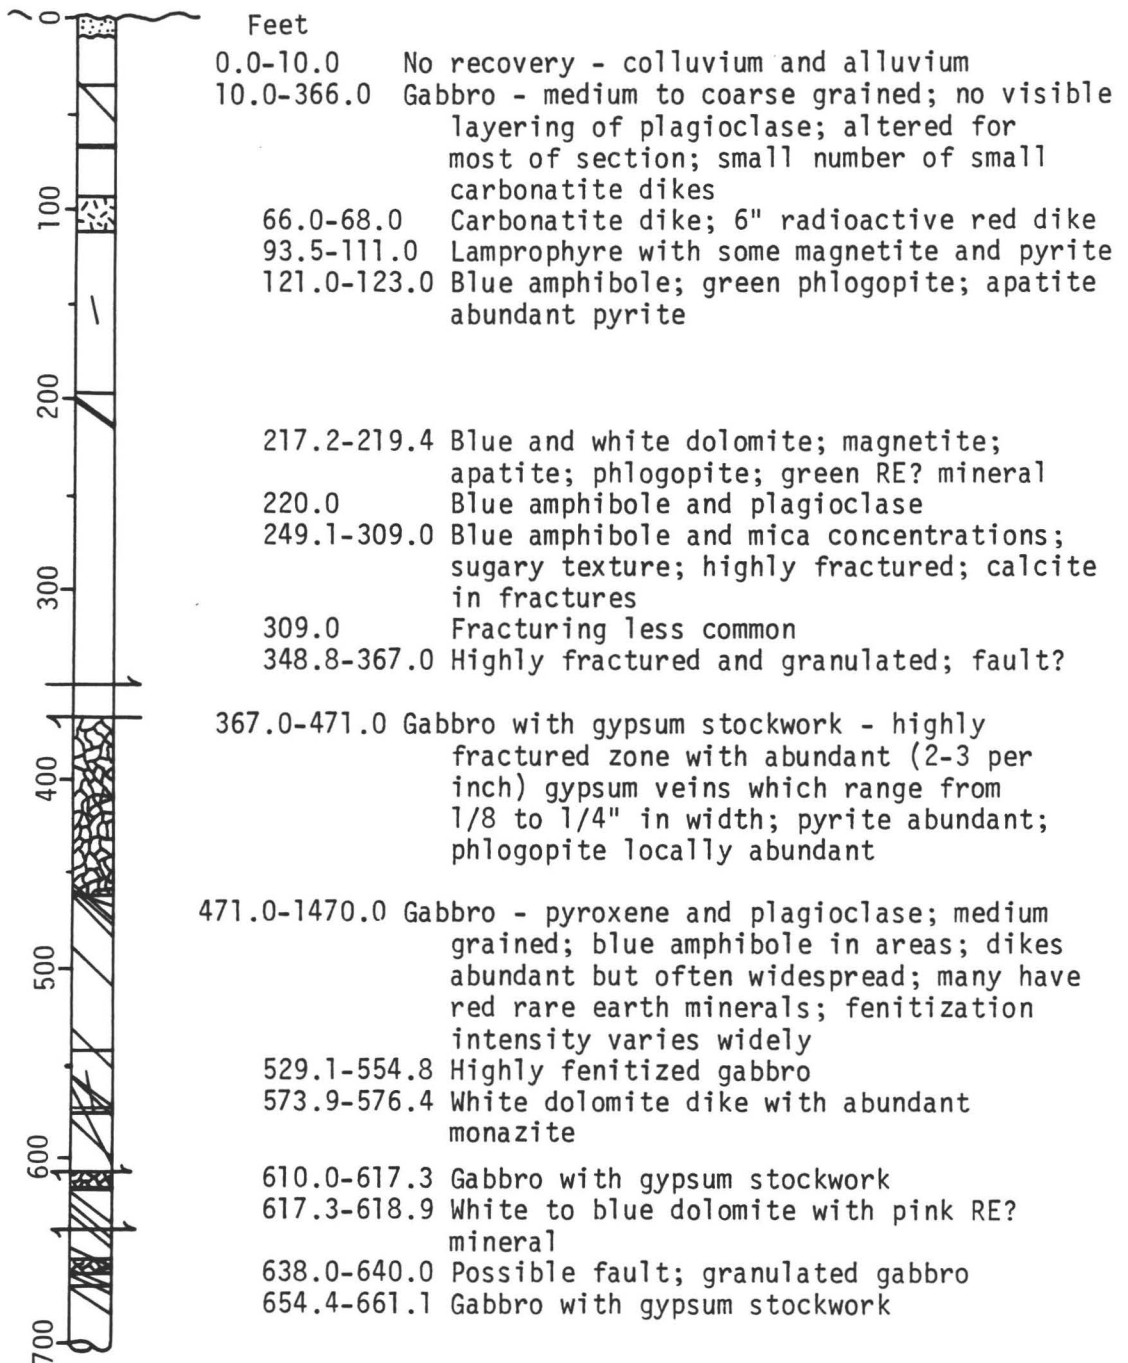 Feet
0
0.0-10.0 No recovery - colluvium and alluvium
10.0-366.0 Gabbro - medium to coarse grained; no visible
layering of plagioclase; altered for
most of section; small number of small
carbonatite dikes
100
66.0-68.0 Carbonatite dike; 6" radioactive red dike
93.5-111.0 Lamprophyre with some magnetite and pyrite
121.0-123.0 Blue amphibole; green phlogopite; apatite
abundant pyrite
200
217.2-219.4 Blue and white dolomite; magnetite;
apatite; phlogopite; green RE? mineral
220.0 Blue amphibole and plagioclase
249.1-309.0 Blue amphibole and mica concentrations;
sugary texture; highly fractured; calcite
in fractures
300
309.0 Fracturing less common
348.8-367.0 Highly fractured and granulated; fault?
367.0-471.0 Gabbro with gypsum stockwork - highly
fractured zone with abundant (2-3 per
inch) gypsum veins which range from
1/8 to 1/4" in width; pyrite abundant;
phlogopite locally abundant
400
471.0-1470.0 Gabbro - pyroxene and plagioclase; medium
grained; blue amphibole in areas; dikes
abundant but often widespread; many have
red rare earth minerals; fenitization
intensity varies widely
500
529.1-554.8 Highly fenitized gabbro
573.9-576.4 White dolomite dike with abundant
monazite
600
610.0-617.3 Gabbro with gypsum stockwork
617.3-618.9 White to blue dolomite with pink RE?
mineral
638.0-640.0 Possible fault; granulated gabbro
654.4-661.1 Gabbro with gypsum stockwork
700